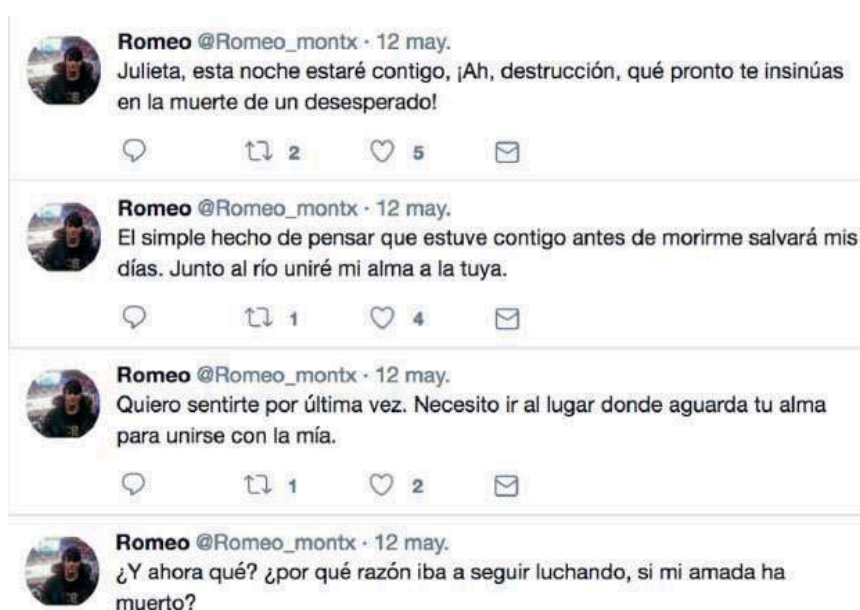 Romeo @Romeo_montx · 12 may.
Julieta, esta noche estaré contigo, ¡Ah, destrucción, qué pronto te insinúas
en la muerte de un desesperado!
2 5
Romeo @Romeo_montx · 12 may.
El simple hecho de pensar que estuve contigo antes de morirme salvará mis
días. Junto al río uniré mi alma a la tuya.
1 4
Romeo @Romeo_montx · 12 may.
Quiero sentirte por última vez. Necesito ir al lugar donde aguarda tu alma
para unirse con la mía.
1 2
Romeo @Romeo_montx · 12 may.
¿Y ahora qué? ¿por qué razón iba a seguir luchando, si mi amada ha
muerto?